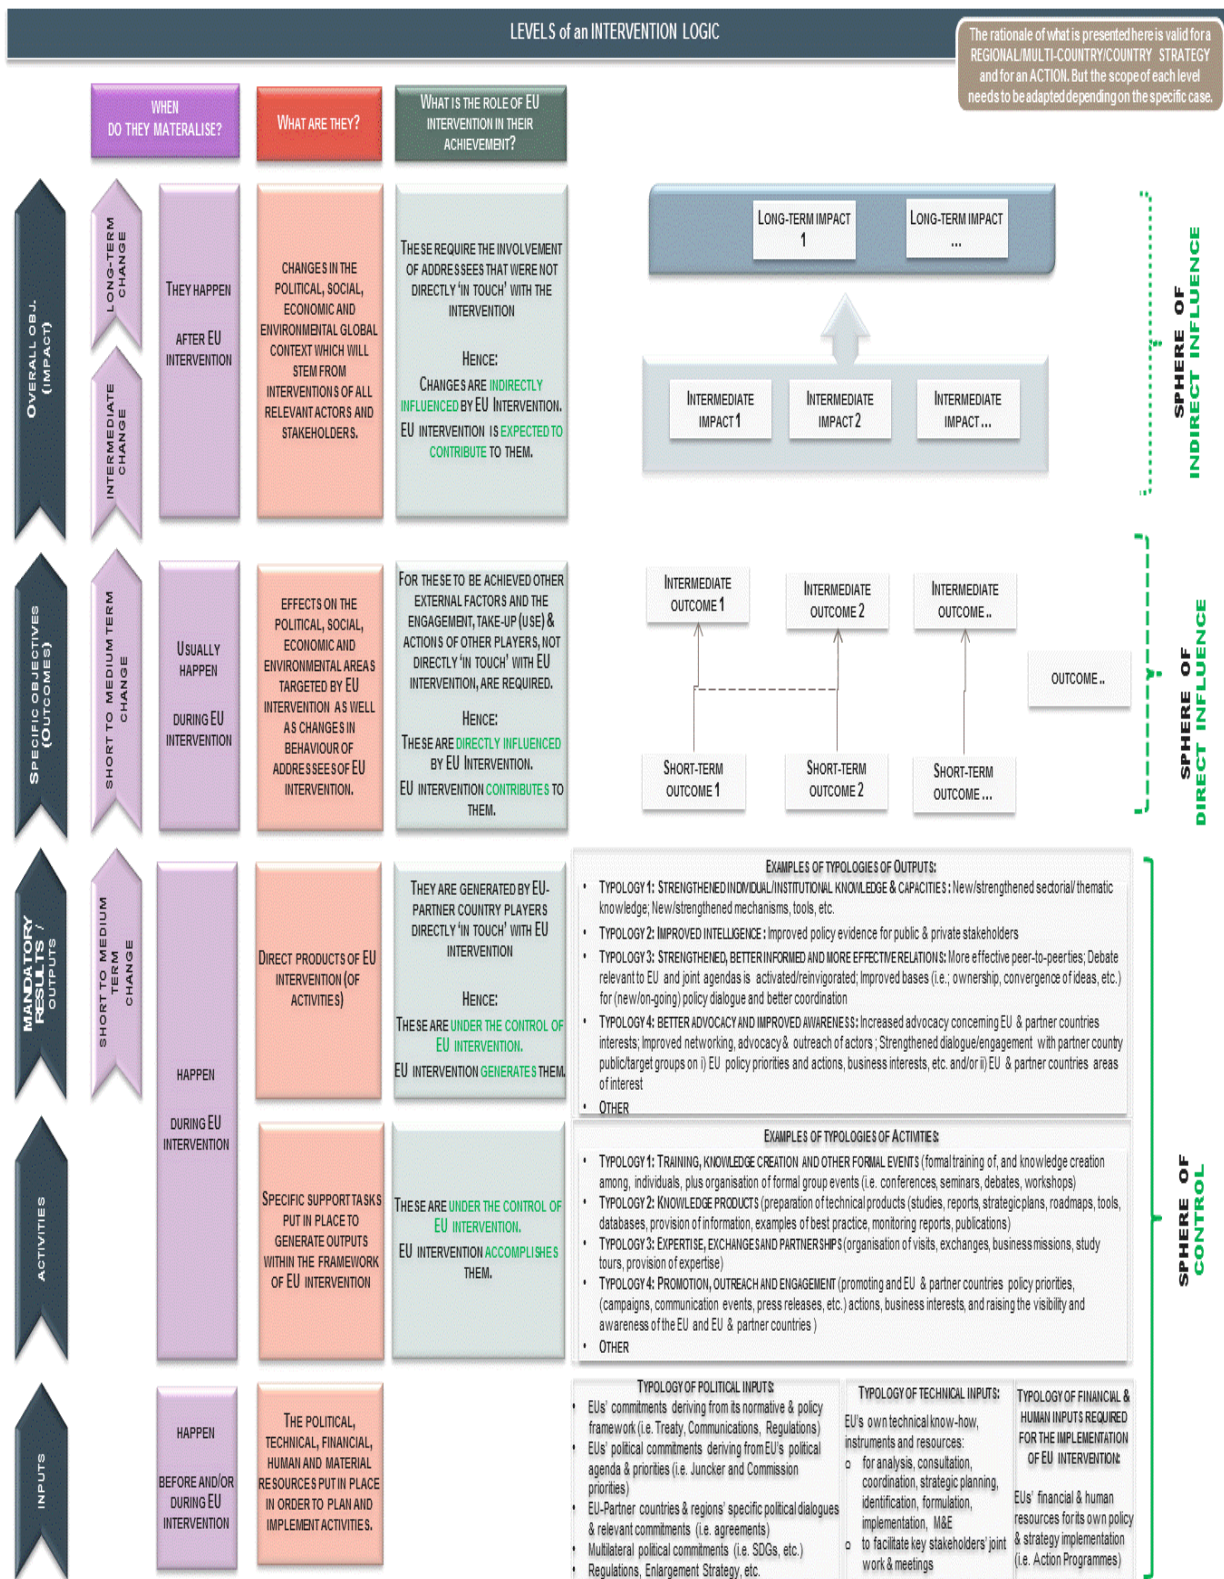 LEVELS of an INTERVENTION LOGIC
The rationale of what is presented here is valid for a
REGIONAL/MULTI-COUNTRY/COUNTRY STRATEGY
and for an ACTION. But the scope of each level
needs to be adapted depending on the specific case.
WHEN
DO THEY MATERIALISE?
WHAT ARE THEY?
WHAT IS THE ROLE OF EU
INTERVENTION IN THEIR
ACHIEVEMENT?
OVERALL OBJ.
(IMPACT)
LONG-TERM
CHANGE
INTERMEDIATE
CHANGE
THEY HAPPEN
AFTER EU
INTERVENTION
CHANGES IN THE
POLITICAL, SOCIAL,
ECONOMIC AND
ENVIRONMENTAL GLOBAL
CONTEXT WHICH WILL
STEM FROM
INTERVENTIONS OF ALL
RELEVANT ACTORS AND
STAKEHOLDERS.
THESE REQUIRE THE INVOLVEMENT
OF ADDRESSEES THAT WERE NOT
DIRECTLY 'IN TOUCH' WITH THE
INTERVENTION
HENCE:
CHANGES ARE INDIRECTLY
INFLUENCED BY EU INTERVENTION.
EU INTERVENTION IS EXPECTED TO
CONTRIBUTE TO THEM.
LONG-TERM IMPACT
1
LONG-TERM IMPACT
...
INTERMEDIATE
IMPACT 1
INTERMEDIATE
IMPACT 2
INTERMEDIATE
IMPACT ...
SPHERE OF
INDIRECT INFLUENCE
SPECIFIC OBJECTIVES
(OUTCOMES)
SHORT TO MEDIUM TERM
CHANGE
USUALLY
HAPPEN
DURING EU
INTERVENTION
EFFECTS ON THE
POLITICAL, SOCIAL,
ECONOMIC AND
ENVIRONMENTAL AREAS
TARGETED BY EU
INTERVENTION AS WELL
AS CHANGES IN
BEHAVIOUR OF
ADDRESSEES OF EU
INTERVENTION.
FOR THESE TO BE ACHIEVED OTHER
EXTERNAL FACTORS AND THE
ENGAGEMENT, TAKE-UP (USE) &
ACTIONS OF OTHER PLAYERS, NOT
DIRECTLY 'IN TOUCH' WITH EU
INTERVENTION, ARE REQUIRED.
HENCE:
THESE ARE DIRECTLY INFLUENCED
BY EU INTERVENTION.
EU INTERVENTION CONTRIBUTES TO
THEM.
INTERMEDIATE
OUTCOME 1
INTERMEDIATE
OUTCOME 2
INTERMEDIATE
OUTCOME ..
OUTCOME ..
SHORT-TERM
OUTCOME 1
SHORT-TERM
OUTCOME 2
SHORT-TERM
OUTCOME ...
SPHERE OF
DIRECT INFLUENCE
MANDATORY
RESULTS /
OUTPUTS
SHORT TO MEDIUM
TERM
CHANGE
HAPPEN
DURING EU
INTERVENTION
DIRECT PRODUCTS OF EU
INTERVENTION (OF
ACTIVITIES)
THEY ARE GENERATED BY EU-
PARTNER COUNTRY PLAYERS
DIRECTLY 'IN TOUCH' WITH EU
INTERVENTION
HENCE:
THESE ARE UNDER THE CONTROL OF
EU INTERVENTION.
EU INTERVENTION GENERATES THEM.
EXAMPLES OF TYPOLOGIES OF OUTPUTS:
• TYPOLOGY 1: STRENGTHENED INDIVIDUAL/INSTITUTIONAL KNOWLEDGE & CAPACITIES: New/strengthened sectorial/ thematic
knowledge; New/strengthened mechanisms, tools, etc.
• TYPOLOGY 2: IMPROVED INTELLIGENCE: Improved policy evidence for public & private stakeholders
• TYPOLOGY 3: STRENGTHENED, BETTER INFORMED AND MORE EFFECTIVE RELATIONS: More effective peer-to-peerties; Debate
relevant to EU and joint agendas is activated/reinvigorated; Improved bases (i.e.; ownership, convergence of ideas, etc.)
for (new/on-going) policy dialogue and better coordination
• TYPOLOGY 4: BETTER ADVOCACY AND IMPROVED AWARENESS: Increased advocacy concerning EU & partner countries
interests; Improved networking, advocacy & outreach of actors ; Strengthened dialogue/engagement with partner country
public/target groups on i) EU policy priorities and actions, business interests, etc. and/or ii) EU & partner countries areas
of interest
• OTHER
ACTIVITIES
SPECIFIC SUPPORT TASKS
PUT IN PLACE TO
GENERATE OUTPUTS
WITHIN THE FRAMEWORK
OF EU INTERVENTION
THESE ARE UNDER THE CONTROL OF
EU INTERVENTION.
EU INTERVENTION ACCOMPLISHES
THEM.
EXAMPLES OF TYPOLOGIES OF ACTIVITIES:
• TYPOLOGY 1: TRAINING, KNOWLEDGE CREATION AND OTHER FORMAL EVENTS (formal training of, and knowledge creation
among, individuals, plus organisation of formal group events (i.e. conferences, seminars, debates, workshops)
• TYPOLOGY 2: KNOWLEDGE PRODUCTS (preparation of technical products (studies, reports, strategic plans, roadmaps, tools,
databases, provision of information, examples of best practice, monitoring reports, publications)
• TYPOLOGY 3: EXPERTISE, EXCHANGES AND PARTNERSHIPS (organisation of visits, exchanges, business missions, study
tours, provision of expertise)
• TYPOLOGY 4: PROMOTION, OUTREACH AND ENGAGEMENT (promoting and EU & partner countries policy priorities,
(campaigns, communication events, press releases, etc.) actions, business interests, and raising the visibility and
awareness of the EU and EU & partner countries )
• OTHER
SPHERE OF
CONTROL
INPUTS
HAPPEN
BEFORE AND/OR
DURING EU
INTERVENTION
THE POLITICAL,
TECHNICAL, FINANCIAL,
HUMAN AND MATERIAL
RESOURCES PUT IN PLACE
IN ORDER TO PLAN AND
IMPLEMENT ACTIVITIES.
TYPOLOGY OF POLITICAL INPUTS:
• EUs' commitments deriving from its normative & policy
framework (i.e. Treaty, Communications, Regulations)
• EUs' political commitments deriving from EU's political
agenda & priorities (i.e. Juncker and Commission
priorities)
• EU-Partner countries & regions' specific political dialogues
& relevant commitments (i.e. agreements)
• Multilateral political commitments (i.e. SDGs, etc.)
• Regulations, Enlargement Strategy, etc.
TYPOLOGY OF TECHNICAL INPUTS:
EU's own technical know-how,
instruments and resources:
o for analysis, consultation,
coordination, strategic planning,
identification, formulation,
implementation, M&E
o to facilitate key stakeholders' joint
work & meetings
TYPOLOGY OF FINANCIAL &
HUMAN INPUTS REQUIRED
FOR THE IMPLEMENTATION
OF EU INTERVENTION:
EUs' financial & human
resources for its own policy
& strategy implementation
(i.e. Action Programmes)